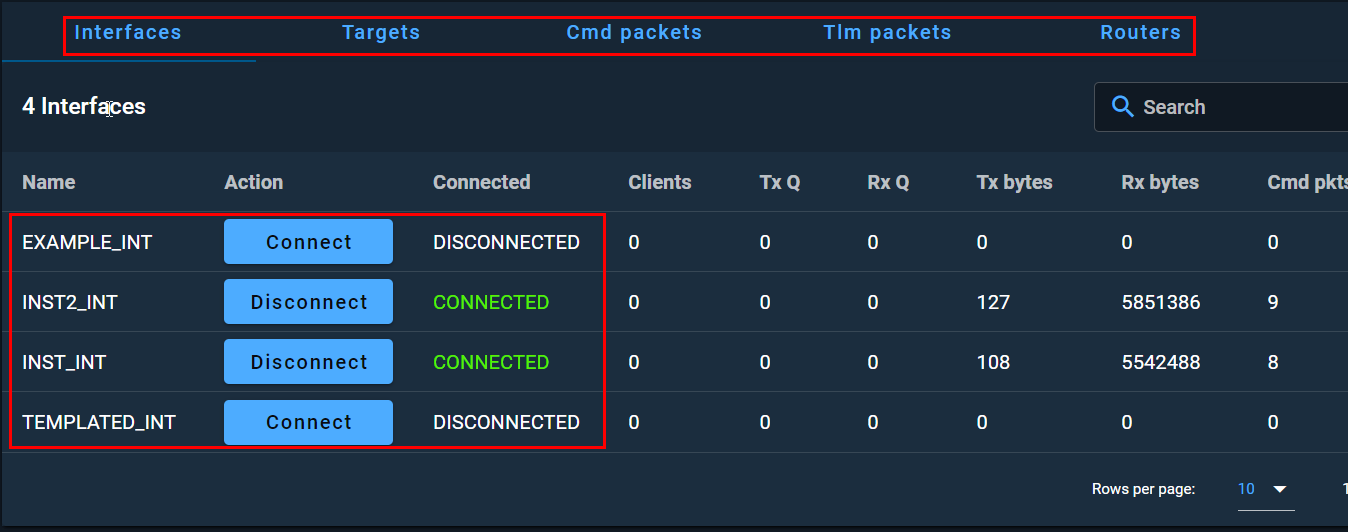 Interfaces Targets Cmd packets Tlm packets Routers
4 Interfaces Search
Name Action Connected Clients Tx Q Rx Q Tx bytes Rx bytes Cmd pkts
EXAMPLE_INT Connect DISCONNECTED 0 0 0 0 0 0
INST2_INT Disconnect CONNECTED 0 0 0 127 5851386 9
INST_INT Disconnect CONNECTED 0 0 0 108 5542488 8
TEMPLATED_INT Connect DISCONNECTED 0 0 0 0 0 0
Rows per page: 10